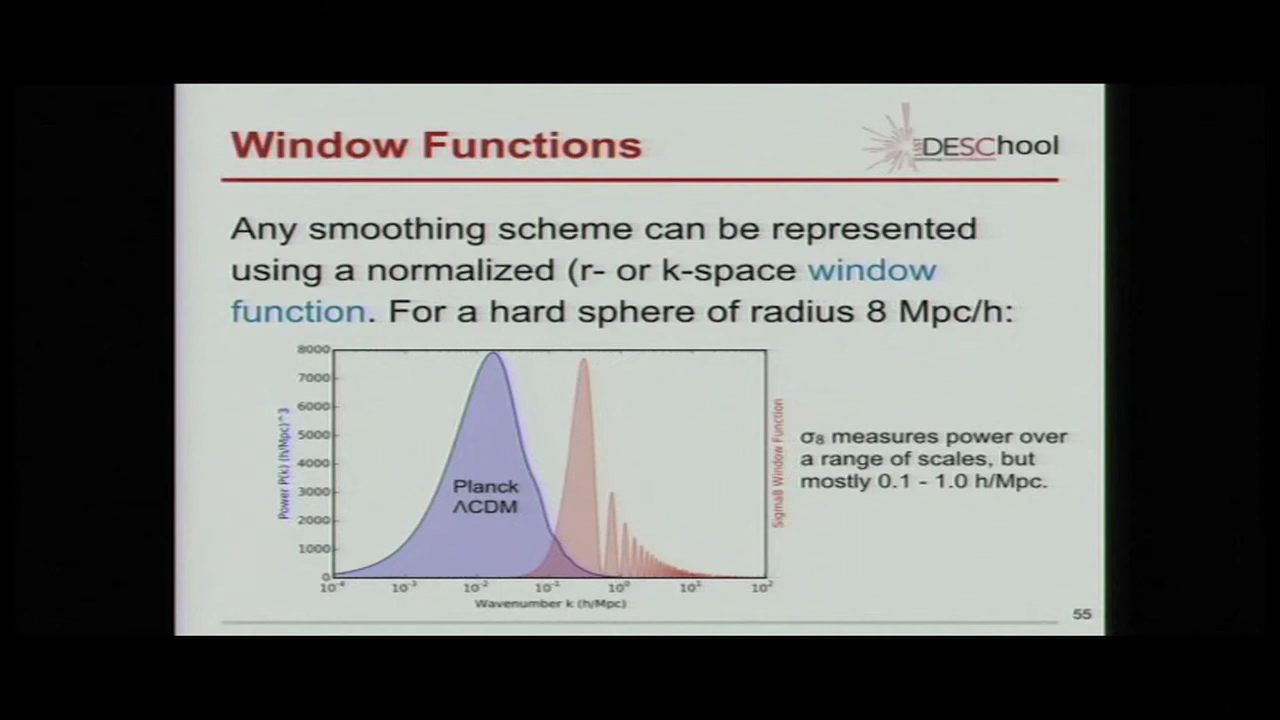 Window Functions
LSST
DESChool
Any smoothing scheme can be represented
using a normalized (r- or k-space window
function. For a hard sphere of radius 8 Mpc/h:
8000
7000
6000
5000
4000
3000
2000
1000
0
Power P(k) (h/Mpc)^3
Planck
ΛCDM
10⁻⁴ 10⁻³ 10⁻² 10⁻¹ 10⁰ 10¹ 10²
Wavenumber k (h/Mpc)
Sigma8 Window Function
σ₈ measures power over
a range of scales, but
mostly 0.1 - 1.0 h/Mpc.
55